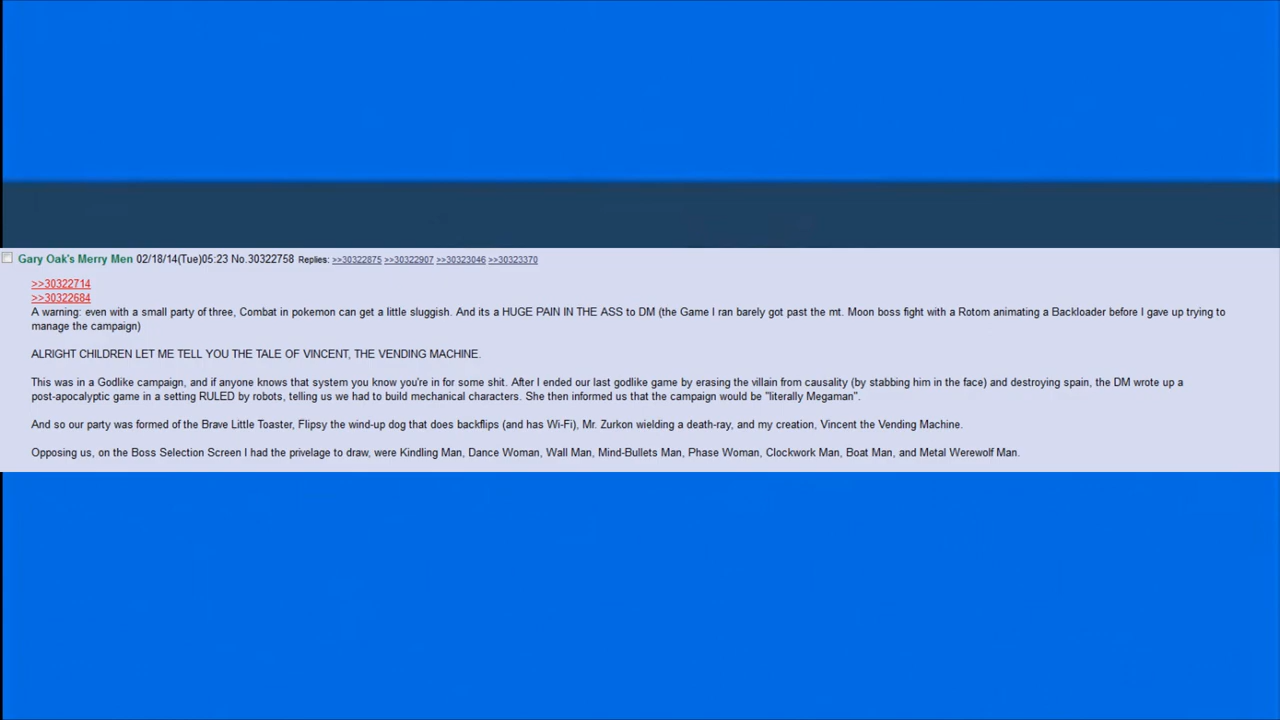 Gary Oak's Merry Men 02/18/14(Tue)05:23 No.30322758 Replies: >>30322875 >>30322907 >>30323046 >>30323370
>>30322714
>>30322684
A warning: even with a small party of three, Combat in pokemon can get a little sluggish. And its a HUGE PAIN IN THE ASS to DM (the Game I ran barely got past the mt. Moon boss fight with a Rotom animating a Backloader before I gave up trying to
manage the campaign)
ALRIGHT CHILDREN LET ME TELL YOU THE TALE OF VINCENT, THE VENDING MACHINE.
This was in a Godlike campaign, and if anyone knows that system you know you're in for some shit. After I ended our last godlike game by erasing the villain from causality (by stabbing him in the face) and destroying spain, the DM wrote up a
post-apocalyptic game in a setting RULED by robots, telling us we had to build mechanical characters. She then informed us that the campaign would be "literally Megaman".
And so our party was formed of the Brave Little Toaster, Flipsy the wind-up dog that does backflips (and has Wi-Fi), Mr. Zurkon wielding a death-ray, and my creation, Vincent the Vending Machine.
Opposing us, on the Boss Selection Screen I had the privelage to draw, were Kindling Man, Dance Woman, Wall Man, Mind-Bullets Man, Phase Woman, Clockwork Man, Boat Man, and Metal Werewolf Man.